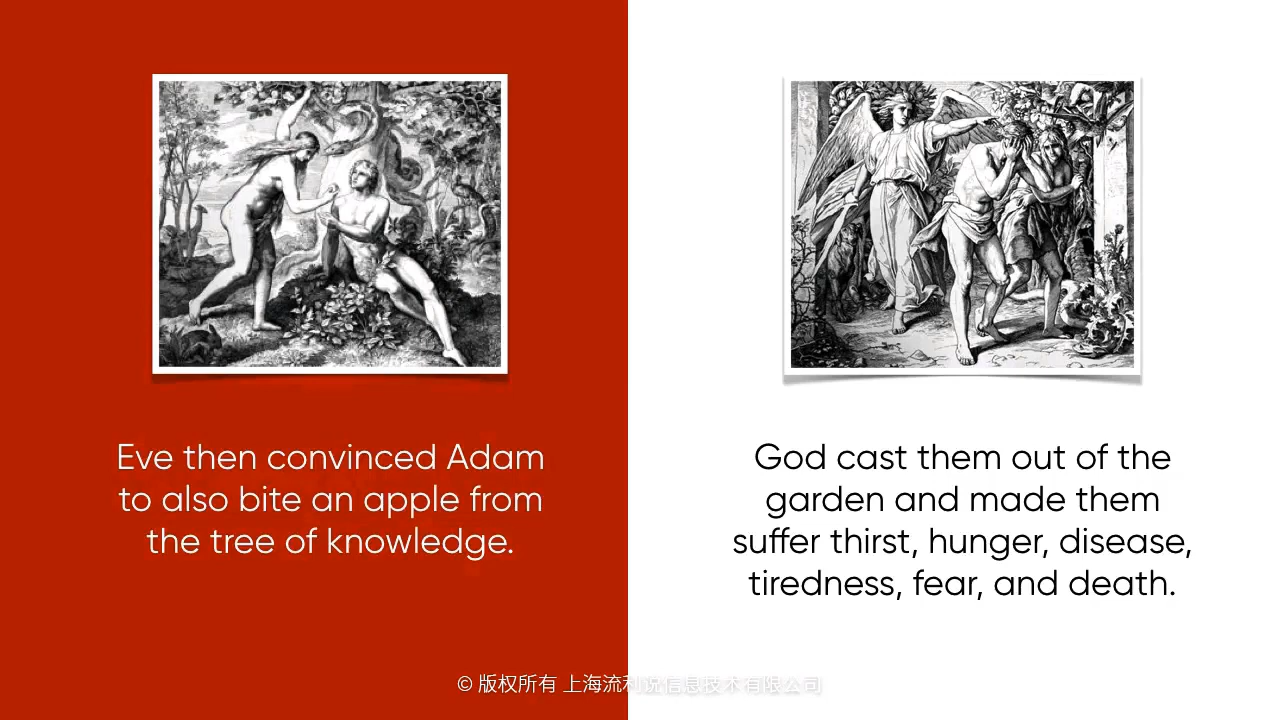 Eve then convinced Adam
to also bite an apple from
the tree of knowledge.
God cast them out of the
garden and made them
suffer thirst, hunger, disease,
tiredness, fear, and death.
© 版权所有 上海流利说信息技术有限公司